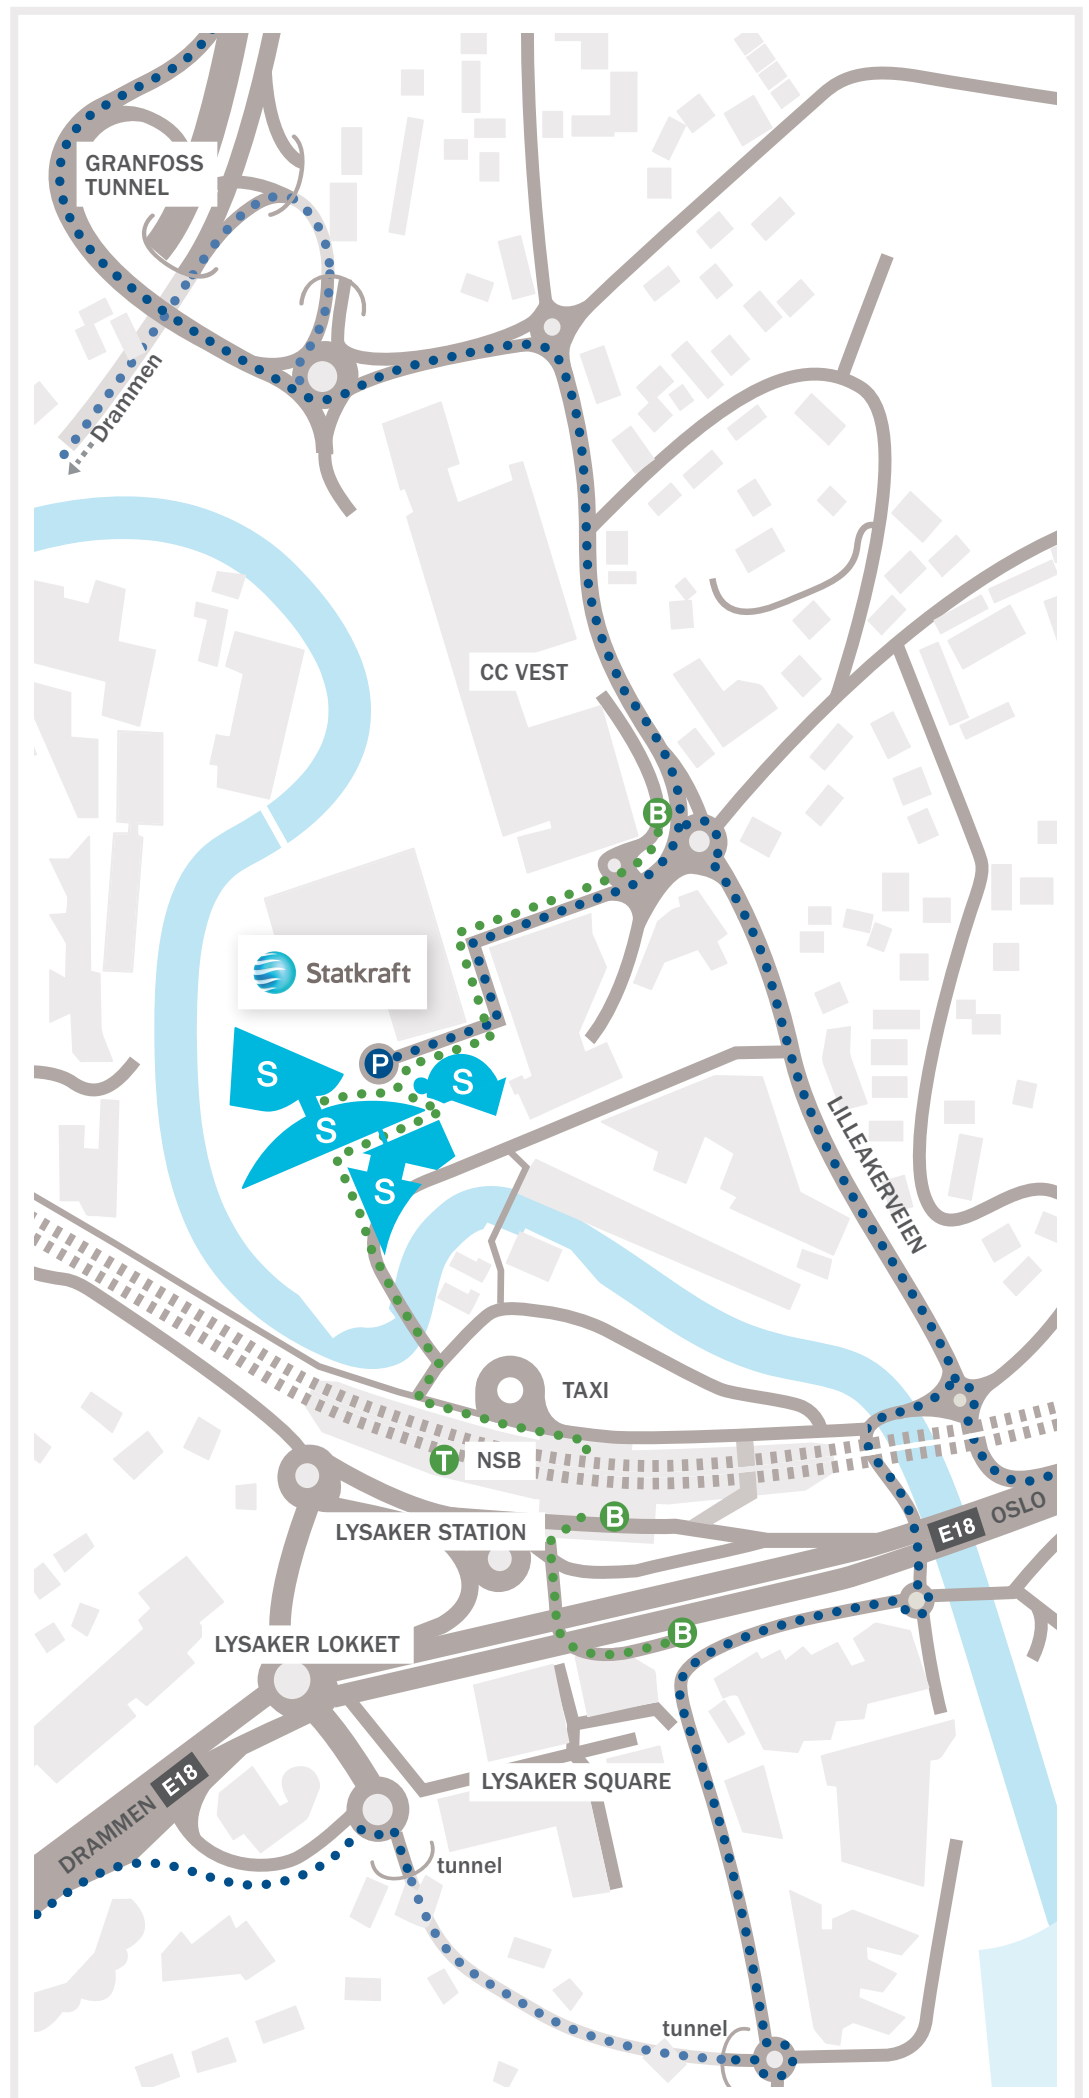 GRANFOSS
TUNNEL
Drammen
CC VEST
B
Statkraft
P
S
S
S
S
LILLEAKERVEIEN
TAXI
T
NSB
B
LYSAKER STATION
E18
OSLO
B
LYSAKER LOKKET
LYSAKER SQUARE
DRAMMEN
E18
tunnel
tunnel